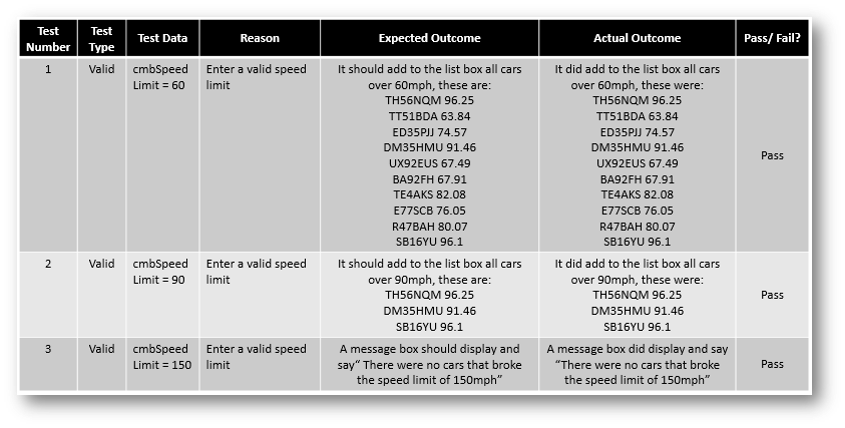 Test Number Test Type Test Data Reason Expected Outcome Actual Outcome Pass/ Fail?
1 Valid cmbSpeed Limit = 60 Enter a valid speed limit
It should add to the list box all cars
over 60mph, these are:
TH56NQM 96.25
TT51BDA 63.84
ED35PJJ 74.57
DM35HMU 91.46
UX92EUS 67.49
BA92FH 67.91
TE4AKS 82.08
E77SCB 76.05
R47BAH 80.07
SB16YU 96.1
It did add to the list box all cars
over 60mph, these were:
TH56NQM 96.25
TT51BDA 63.84
ED35PJJ 74.57
DM35HMU 91.46
UX92EUS 67.49
BA92FH 67.91
TE4AKS 82.08
E77SCB 76.05
R47BAH 80.07
SB16YU 96.1
Pass
2 Valid cmbSpeed Limit = 90 Enter a valid speed limit
It should add to the list box all cars
over 90mph, these are:
TH56NQM 96.25
DM35HMU 91.46
SB16YU 96.1
It did add to the list box all cars
over 90mph, these were:
TH56NQM 96.25
DM35HMU 91.46
SB16YU 96.1
Pass
3 Valid cmbSpeed Limit = 150 Enter a valid speed limit
A message box should display and
say“ There were no cars that broke
the speed limit of 150mph”
A message box did display and say
“There were no cars that broke
the speed limit of 150mph”
Pass